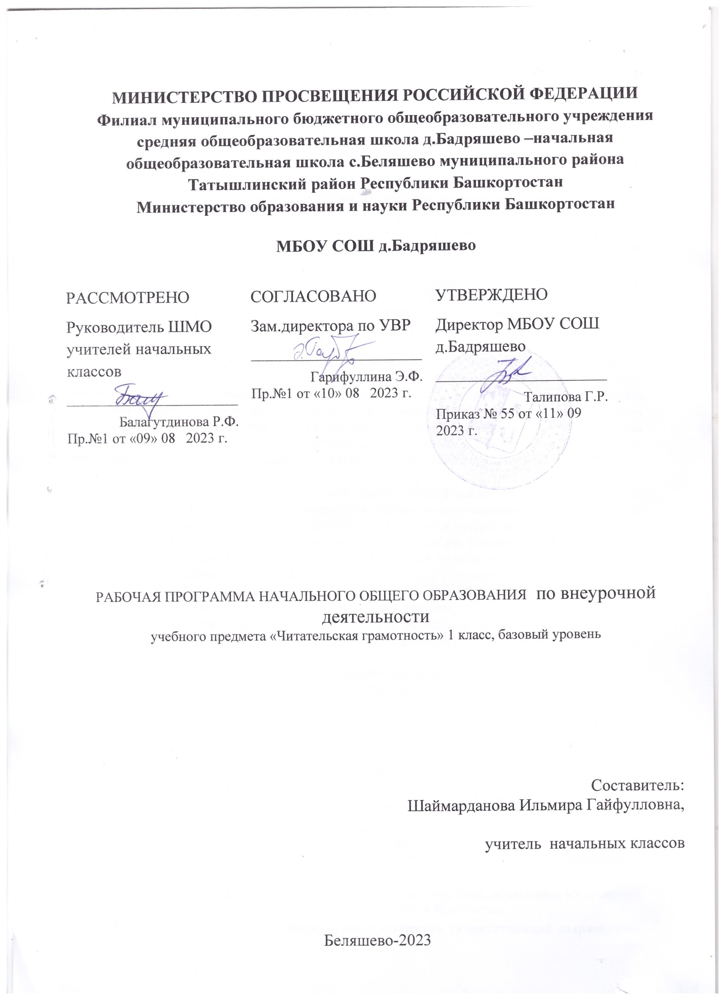 МИНИСТЕРСТВО ПРОСВЕЩЕНИЯ РОССИЙСКОЙ ФЕДЕРАЦИИ
Филиал муниципального бюджетного общеобразовательного учреждения
средняя общеобразовательная школа д.Бадряшево –начальная
общеобразовательная школа с.Беляшево муниципального района
Татышлинский район Республики Башкортостан
Министерство образования и науки Республики Башкортостан
МБОУ СОШ д.Бадряшево
РАССМОТРЕНО
Руководитель ШМО
учителей начальных
классов
Балагутдинова Р.Ф.
Пр.№1 от «09» 08 2023 г.
СОГЛАСОВАНО
Зам.директора по УВР
Гарифуллина Э.Ф.
Пр.№1 от «10» 08 2023 г.
УТВЕРЖДЕНО
Директор МБОУ СОШ
д.Бадряшево
Талипова Г.Р.
Приказ № 55 от «11» 09
2023 г.
РАБОЧАЯ ПРОГРАММА НАЧАЛЬНОГО ОБЩЕГО ОБРАЗОВАНИЯ по внеурочной
деятельности
учебного предмета «Читательская грамотность» 1 класс, базовый уровень
Составитель:
Шаймарданова Ильмира Гайфулловна,
учитель начальных классов
Беляшево-2023